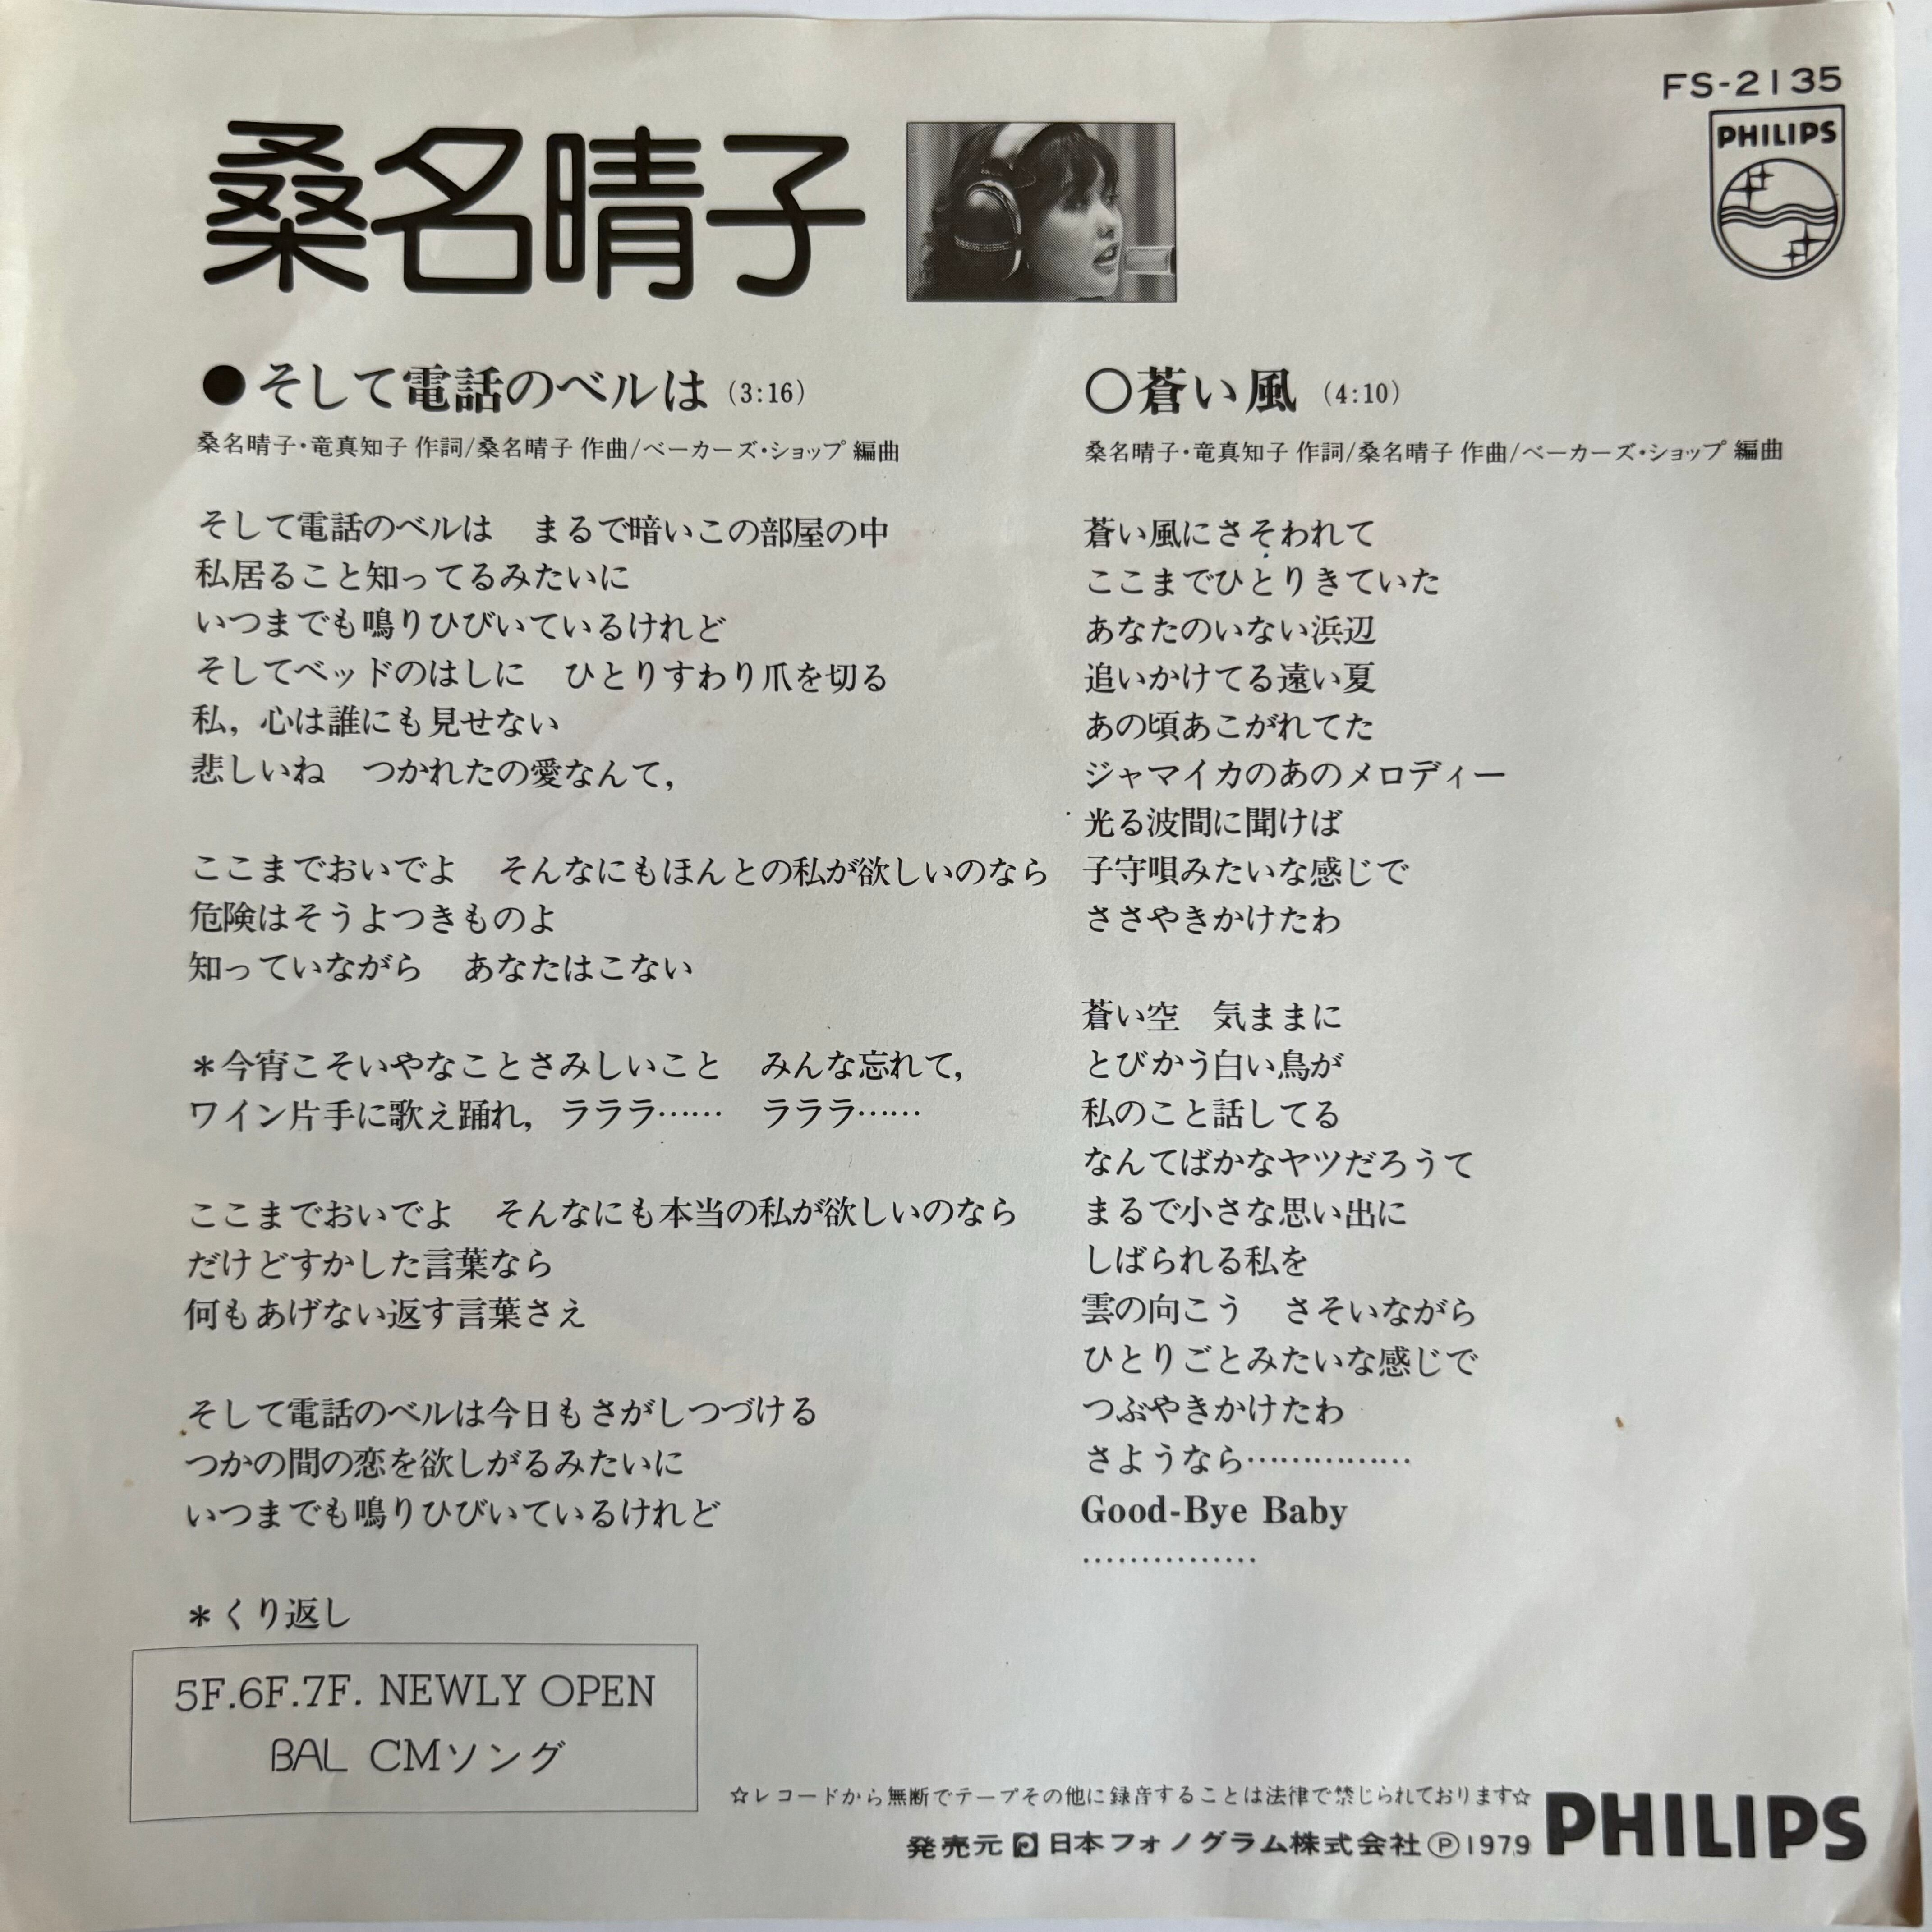 FS-2135
PHILIPS
桑名晴子
●そして電話のベルは (3:16)
桑名晴子・竜真知子 作詞/桑名晴子 作曲/ベーカーズ・ショップ 編曲
そして電話のベルは　まるで暗いこの部屋の中
私居ること知ってるみたいに
いつまでも鳴りひびいているけれど
そしてベッドのはしに　ひとりすわり爪を切る
私，心は誰にも見せない
悲しいね　つかれたの愛なんて，
ここまでおいでよ　そんなにもほんとの私が欲しいのなら
危険はそうよつきものよ
知っていながら　あなたはこない
＊今宵こそいやなことさみしいこと　みんな忘れて，
ワイン片手に歌え踊れ，ラララ……　ラララ……
ここまでおいでよ　そんなにも本当の私が欲しいのなら
だけどすかした言葉なら
何もあげない返す言葉さえ
そして電話のベルは今日もさがしつづける
つかの間の恋を欲しがるみたいに
いつまでも鳴りひびいているけれど
＊くり返し
5F.6F.7F. NEWLY OPEN
BAL CMソング
○蒼い風 (4:10)
桑名晴子・竜真知子 作詞/桑名晴子 作曲/ベーカーズ・ショップ 編曲
蒼い風にさそわれて
ここまでひとりきていた
あなたのいない浜辺
追いかけてる遠い夏
あの頃あこがれてた
ジャマイカのあのメロディー
光る波間に聞けば
子守唄みたいな感じで
ささやきかけたわ
蒼い空　気ままに
とびかう白い鳥が
私のこと話してる
なんてばかなヤツだろうて
まるで小さな思い出に
しばられる私を
雲の向こう　さそいながら
ひとりごとみたいな感じで
つぶやきかけたわ
さようなら……………
Good-Bye Baby
……………
☆レコードから無断でテープその他に録音することは法律で禁じられております☆
発売元 日本フォノグラム株式会社Ⓟ1979
PHILIPS